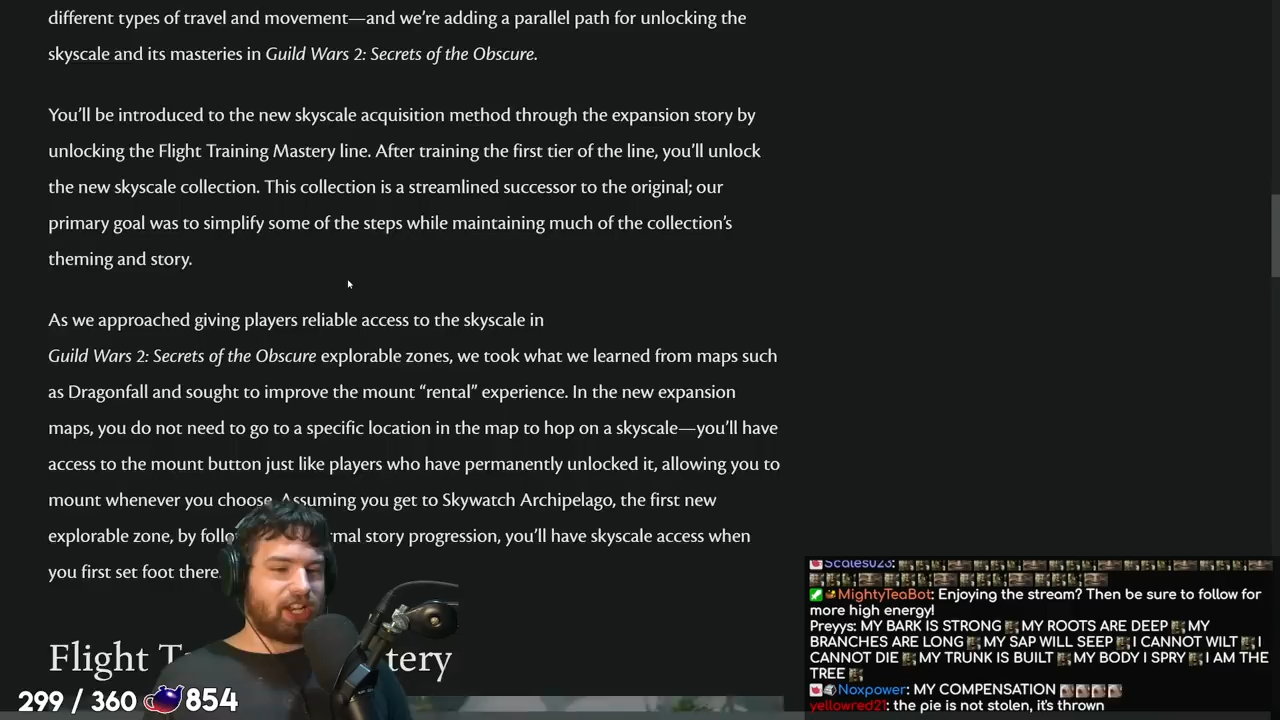 different types of travel and movement—and we're adding a parallel path for unlocking the
skyscale and its masteries in Guild Wars 2: Secrets of the Obscure.
You'll be introduced to the new skyscale acquisition method through the expansion story by
unlocking the Flight Training Mastery line. After training the first tier of the line, you'll unlock
the new skyscale collection. This collection is a streamlined successor to the original; our
primary goal was to simplify some of the steps while maintaining much of the collection's
theming and story.
As we approached giving players reliable access to the skyscale in
Guild Wars 2: Secrets of the Obscure explorable zones, we took what we learned from maps such
as Dragonfall and sought to improve the mount “rental” experience. In the new expansion
maps, you do not need to go to a specific location in the map to hop on a skyscale—you'll have
access to the mount button just like players who have permanently unlocked it, allowing you to
mount whenever you choose. Assuming you get to Skywatch Archipelago, the first new
explorable zone, by follo rmal story progression, you'll have skyscale access when
you first set foot there.
Flight T tery
299 / 360 854
Scales023:
MightyTeaBot: Enjoying the stream? Then be sure to follow for
more high energy!
Preyys: MY BARK IS STRONG MY ROOTS ARE DEEP MY
BRANCHES ARE LONG MY SAP WILL SEEP I CANNOT WILT I
CANNOT DIE MY TRUNK IS BUILT MY BODY I SPRY I AM THE
TREE
Noxpower: MY COMPENSATION
yellowred21: the pie is not stolen, it's thrown